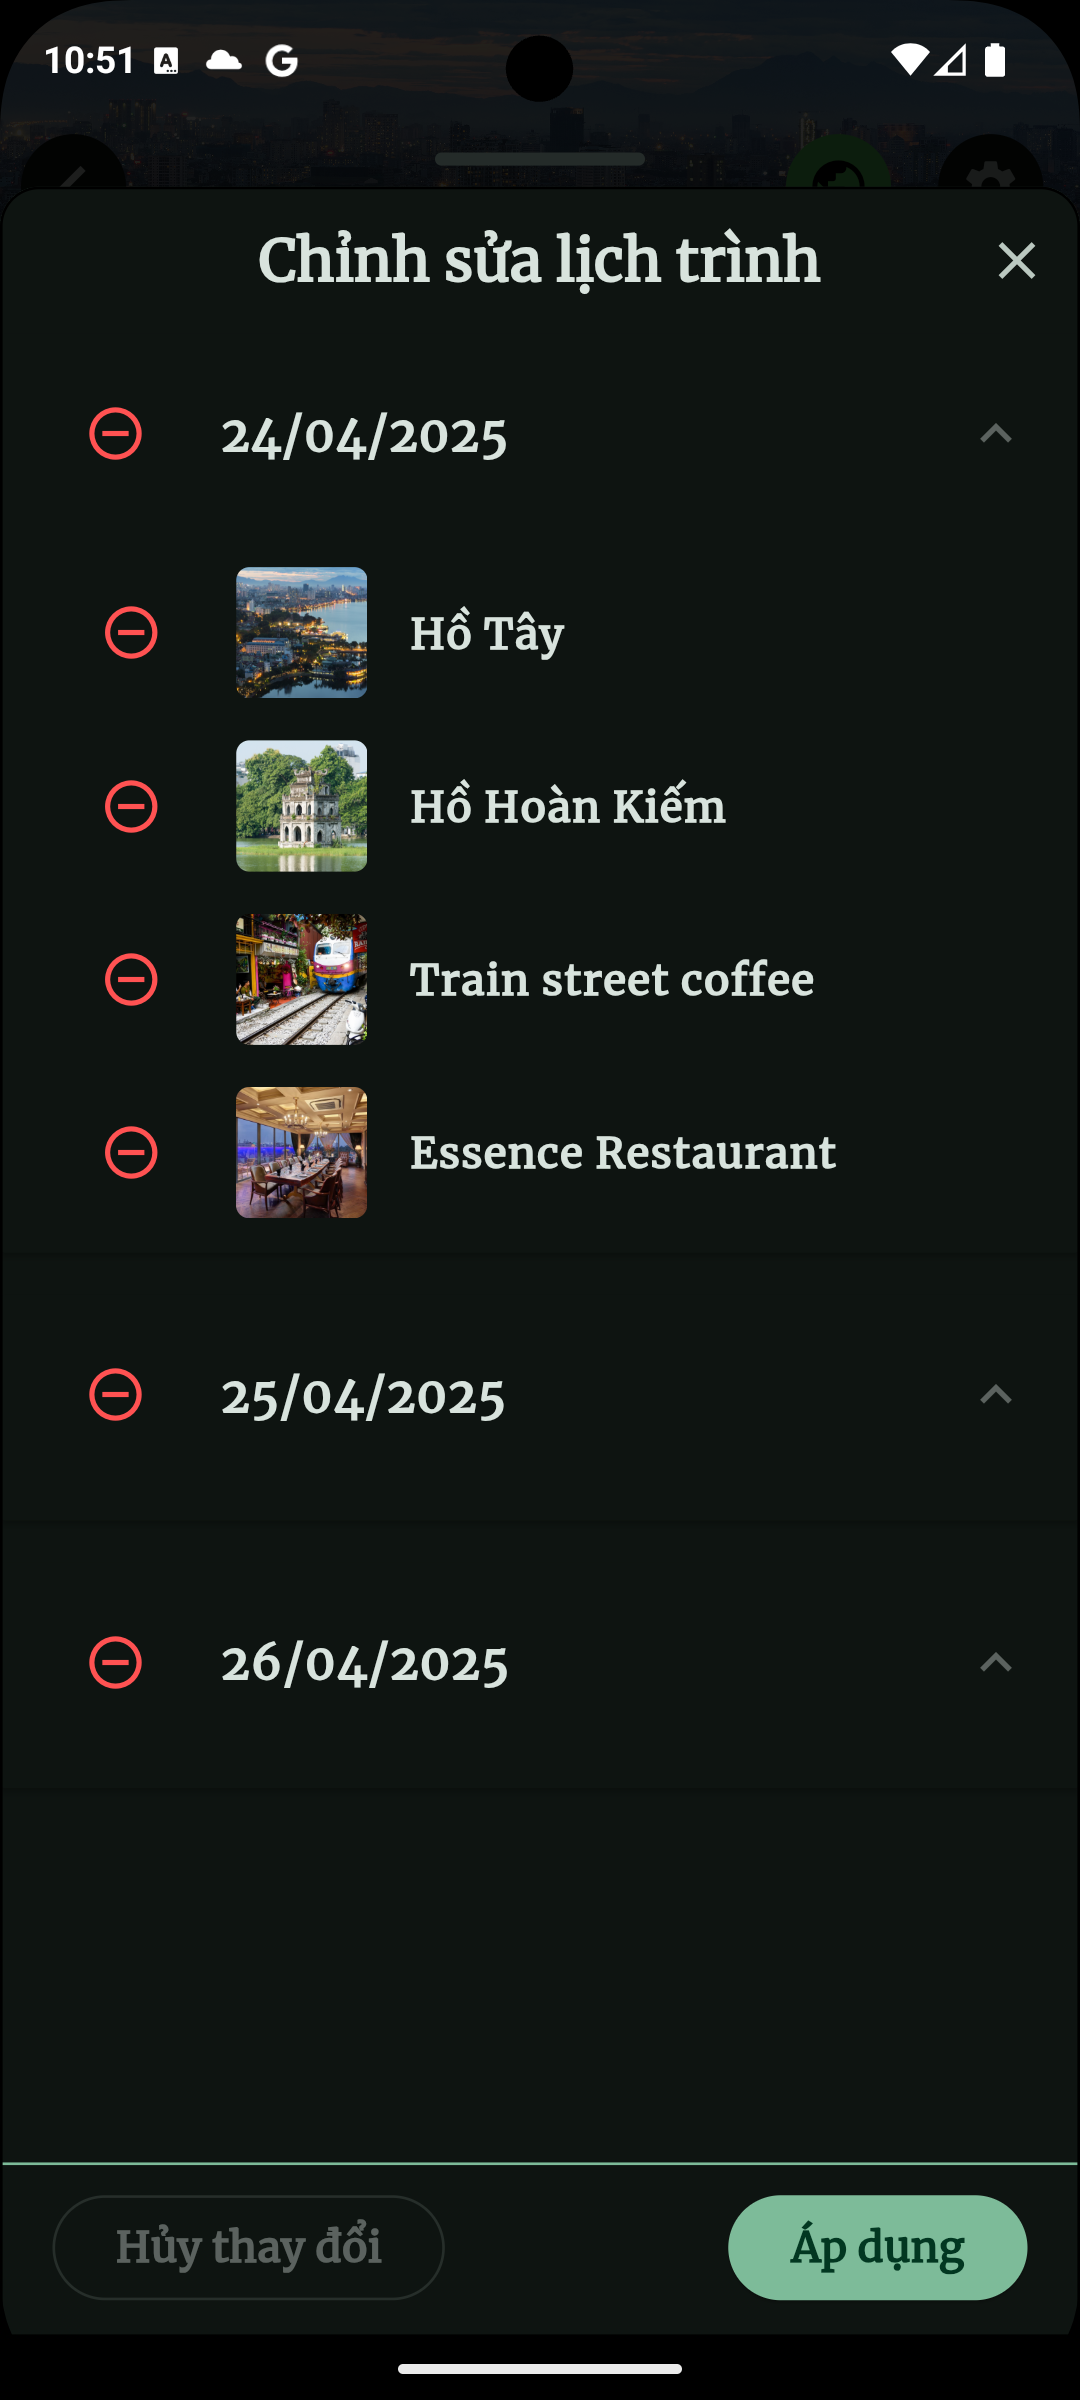 10:51
Chỉnh sửa lịch trình
24/04/2025
Hồ Tây
Hồ Hoàn Kiếm
Train street coffee
Essence Restaurant
25/04/2025
26/04/2025
Hủy thay đổi
Áp dụng